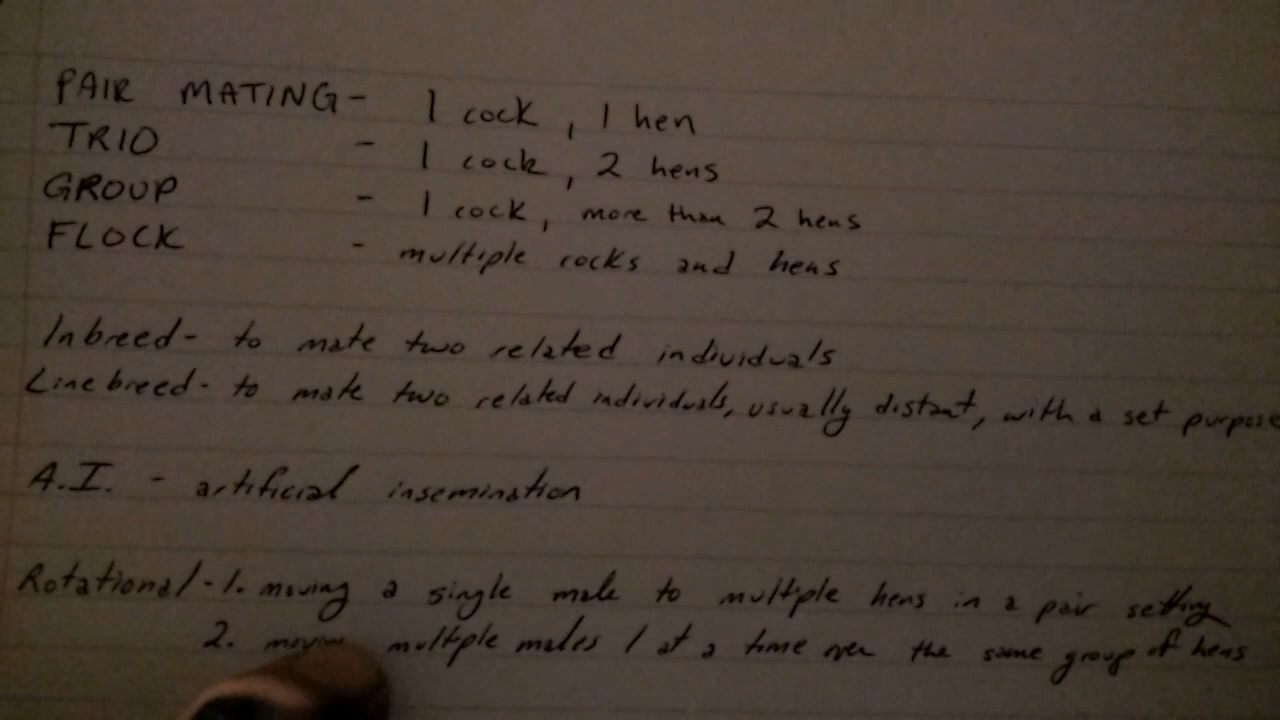 PAIR MATING - 1 cock, 1 hen
TRIO - 1 cock, 2 hens
GROUP - 1 cock, more than 2 hens
FLOCK - multiple cocks and hens
Inbreed - to mate two related individuals
Linebreed - to mate two related individuals, usually distant, with a set purpose
A.I. - artificial insemination
Rotational - 1. moving a single male to multiple hens in a pair setting
2. moving multiple males 1 at a time over the same group of hens